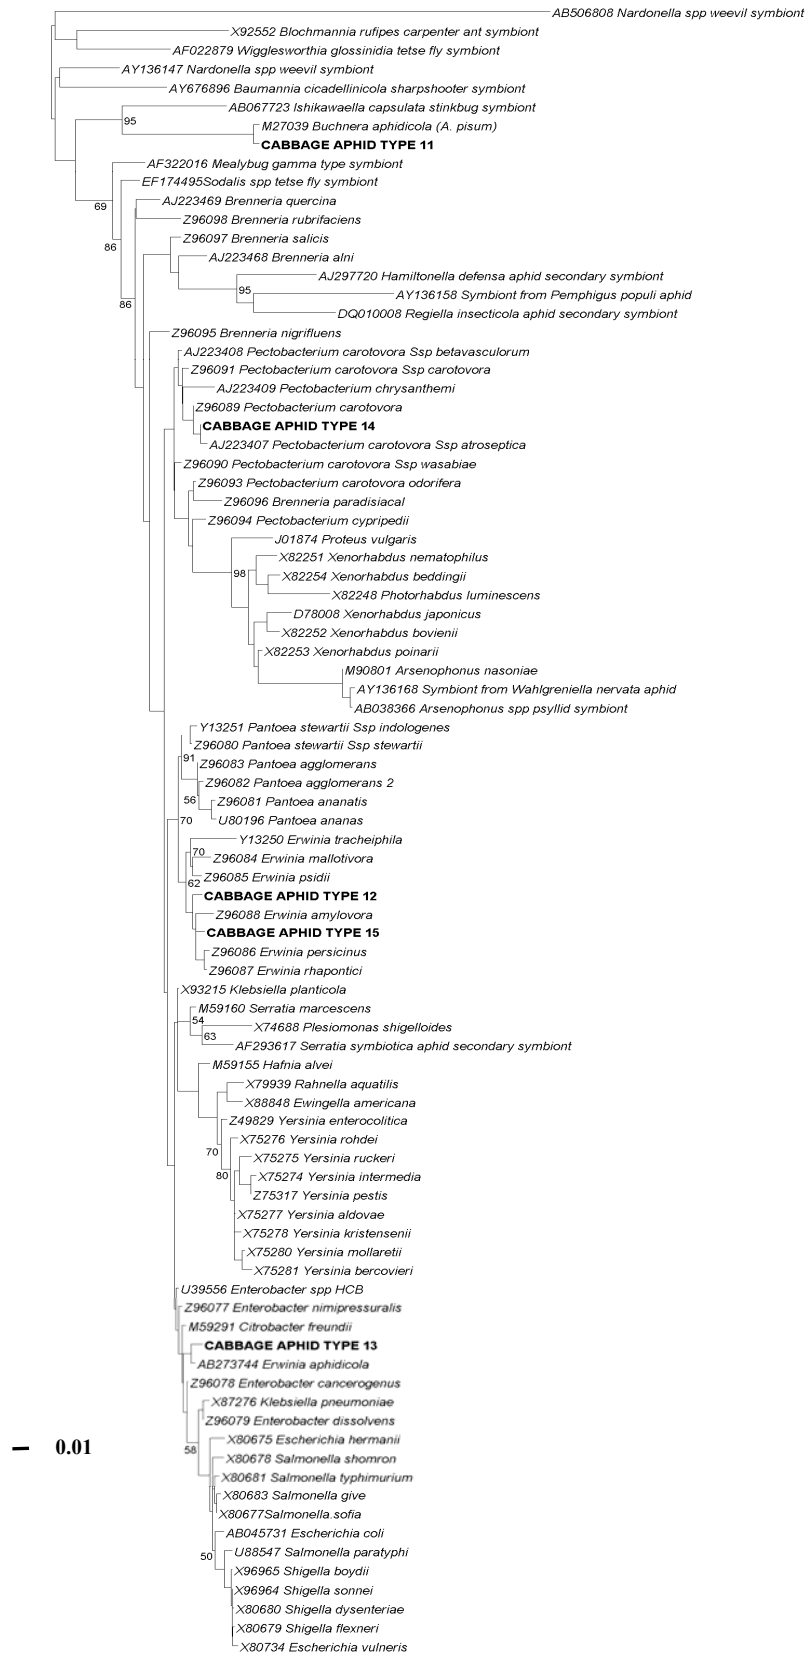 AB506808 Nardonella spp weevil symbiont
X92552 Blochmannia rufipes carpenter ant symbiont
AF022879 Wigglesworthia glossinidia tetse fly symbiont
AY136147 Nardonella spp weevil symbiont
AY676896 Baumannia cicadellinicola sharpshooter symbiont
AB067723 Ishikawaella capsulata stinkbug symbiont
95
M27039 Buchnera aphidicola (A. pisum)
CABBAGE APHID TYPE 11
AF322016 Mealybug gamma type symbiont
EF174495Sodalis spp tetse fly symbiont
69
AJ223469 Brenneria quercina
Z96098 Brenneria rubrifaciens
Z96097 Brenneria salicis
86
AJ223468 Brenneria alni
AJ297720 Hamiltonella defensa aphid secondary symbiont
95
AY136158 Symbiont from Pemphigus populi aphid
86
DQ010008 Regiella insecticola aphid secondary symbiont
Z96095 Brenneria nigrifluens
AJ223408 Pectobacterium carotovora Ssp betavasculorum
Z96091 Pectobacterium carotovora Ssp carotovora
AJ223409 Pectobacterium chrysanthemi
Z96089 Pectobacterium carotovora
CABBAGE APHID TYPE 14
AJ223407 Pectobacterium carotovora Ssp atroseptica
Z96090 Pectobacterium carotovora Ssp wasabiae
Z96093 Pectobacterium carotovora odorifera
Z96096 Brenneria paradisiacal
Z96094 Pectobacterium cypripedii
J01874 Proteus vulgaris
X82251 Xenorhabdus nematophilus
98
X82254 Xenorhabdus beddingii
X82248 Photorhabdus luminescens
D78008 Xenorhabdus japonicus
X82252 Xenorhabdus bovienii
X82253 Xenorhabdus poinarii
M90801 Arsenophonus nasoniae
AY136168 Symbiont from Wahlgreniella nervata aphid
AB038366 Arsenophonus spp psyllid symbiont
Y13251 Pantoea stewartii Ssp indologenes
Z96080 Pantoea stewartii Ssp stewartii
91
Z96083 Pantoea agglomerans
Z96082 Pantoea agglomerans 2
56
Z96081 Pantoea ananatis
70
U80196 Pantoea ananas
Y13250 Erwinia tracheiphila
70
Z96084 Erwinia mallotivora
Z96085 Erwinia psidii
62
CABBAGE APHID TYPE 12
Z96088 Erwinia amylovora
CABBAGE APHID TYPE 15
Z96086 Erwinia persicinus
Z96087 Erwinia rhapontici
X93215 Klebsiella planticola
M59160 Serratia marcescens
54
X74688 Plesiomonas shigelloides
63
AF293617 Serratia symbiotica aphid secondary symbiont
M59155 Hafnia alvei
X79939 Rahnella aquatilis
X88848 Ewingella americana
Z49829 Yersinia enterocolitica
X75276 Yersinia rohdei
70
X75275 Yersinia ruckeri
80
X75274 Yersinia intermedia
Z75317 Yersinia pestis
X75277 Yersinia aldovae
X75278 Yersinia kristensenii
X75280 Yersinia mollaretii
X75281 Yersinia bercovieri
U39556 Enterobacter spp HCB
Z96077 Enterobacter nimipressuralis
M59291 Citrobacter freundii
CABBAGE APHID TYPE 13
AB273744 Erwinia aphidicola
Z96078 Enterobacter cancerogenus
X87276 Klebsiella pneumoniae
Z96079 Enterobacter dissolvens
X80675 Escherichia hermanii
58
0.01
X80678 Salmonella shomron
X80681 Salmonella typhimurium
X80683 Salmonella give
X80677Salmonella.sofia
AB045731 Escherichia coli
50
U88547 Salmonella paratyphi
X96965 Shigella boydii
X96964 Shigella sonnei
X80680 Shigella dysenteriae
X80679 Shigella flexneri
X80734 Escherichia vulneris